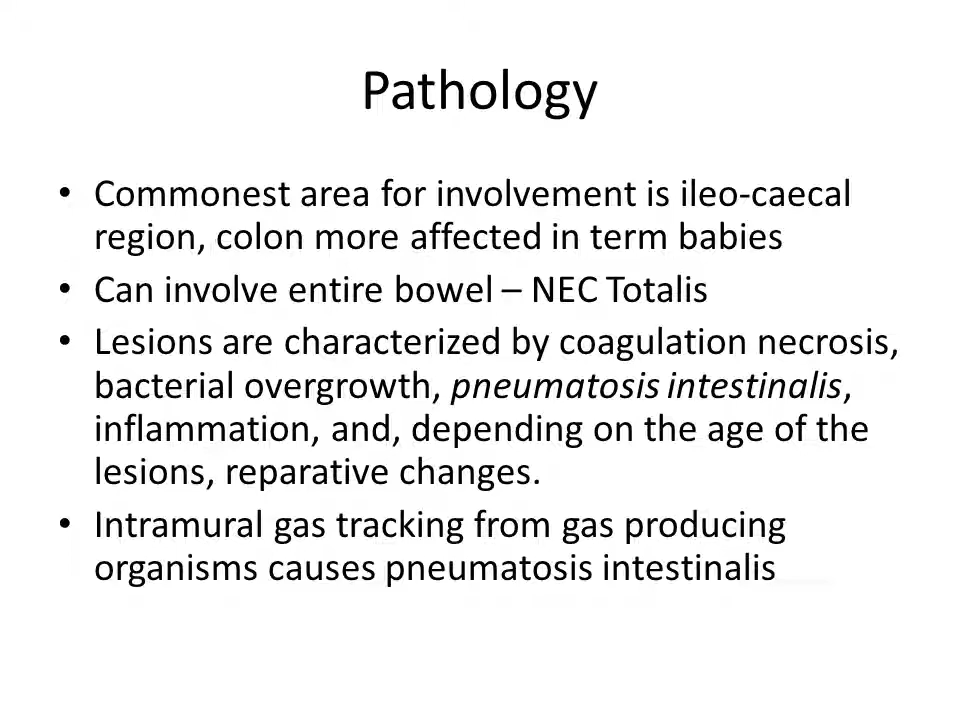 Pathology
• Commonest area for involvement is ileo-caecal
region, colon more affected in term babies
• Can involve entire bowel – NEC Totalis
• Lesions are characterized by coagulation necrosis,
bacterial overgrowth, pneumatosis intestinalis,
inflammation, and, depending on the age of the
lesions, reparative changes.
• Intramural gas tracking from gas producing
organisms causes pneumatosis intestinalis